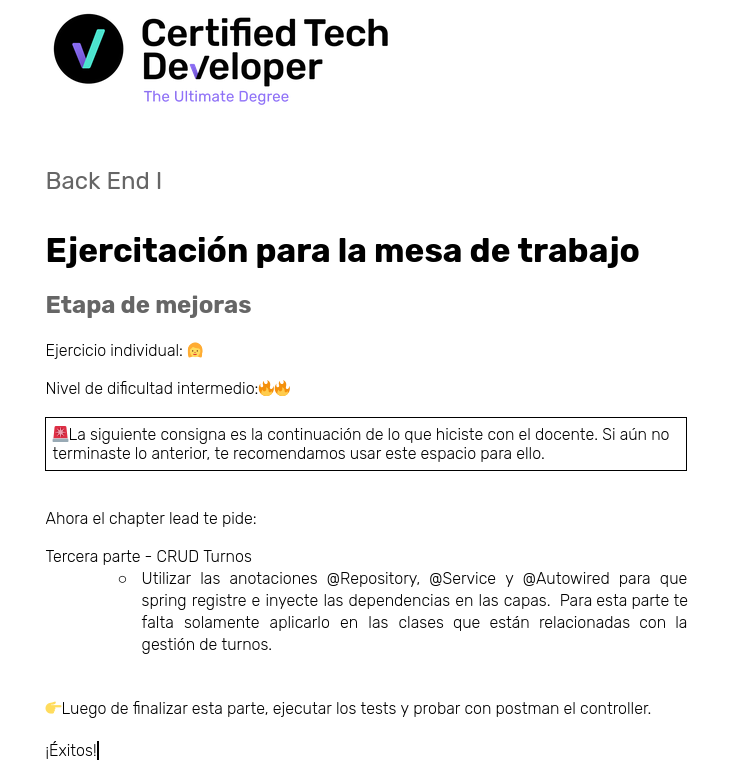 Certified Tech
Developer
The Ultimate Degree
Back End I
Ejercitación para la mesa de trabajo
Etapa de mejoras
Ejercicio individual: 👩
Nivel de dificultad intermedio:🔥🔥
🚨La siguiente consigna es la continuación de lo que hiciste con el docente. Si aún no
terminaste lo anterior, te recomendamos usar este espacio para ello.
Ahora el chapter lead te pide:
Tercera parte - CRUD Turnos
○ Utilizar las anotaciones @Repository, @Service y @Autowired para que
spring registre e inyecte las dependencias en las capas. Para esta parte te
falta solamente aplicarlo en las clases que están relacionadas con la
gestión de turnos.
👉Luego de finalizar esta parte, ejecutar los tests y probar con postman el controller.
¡Éxitos!